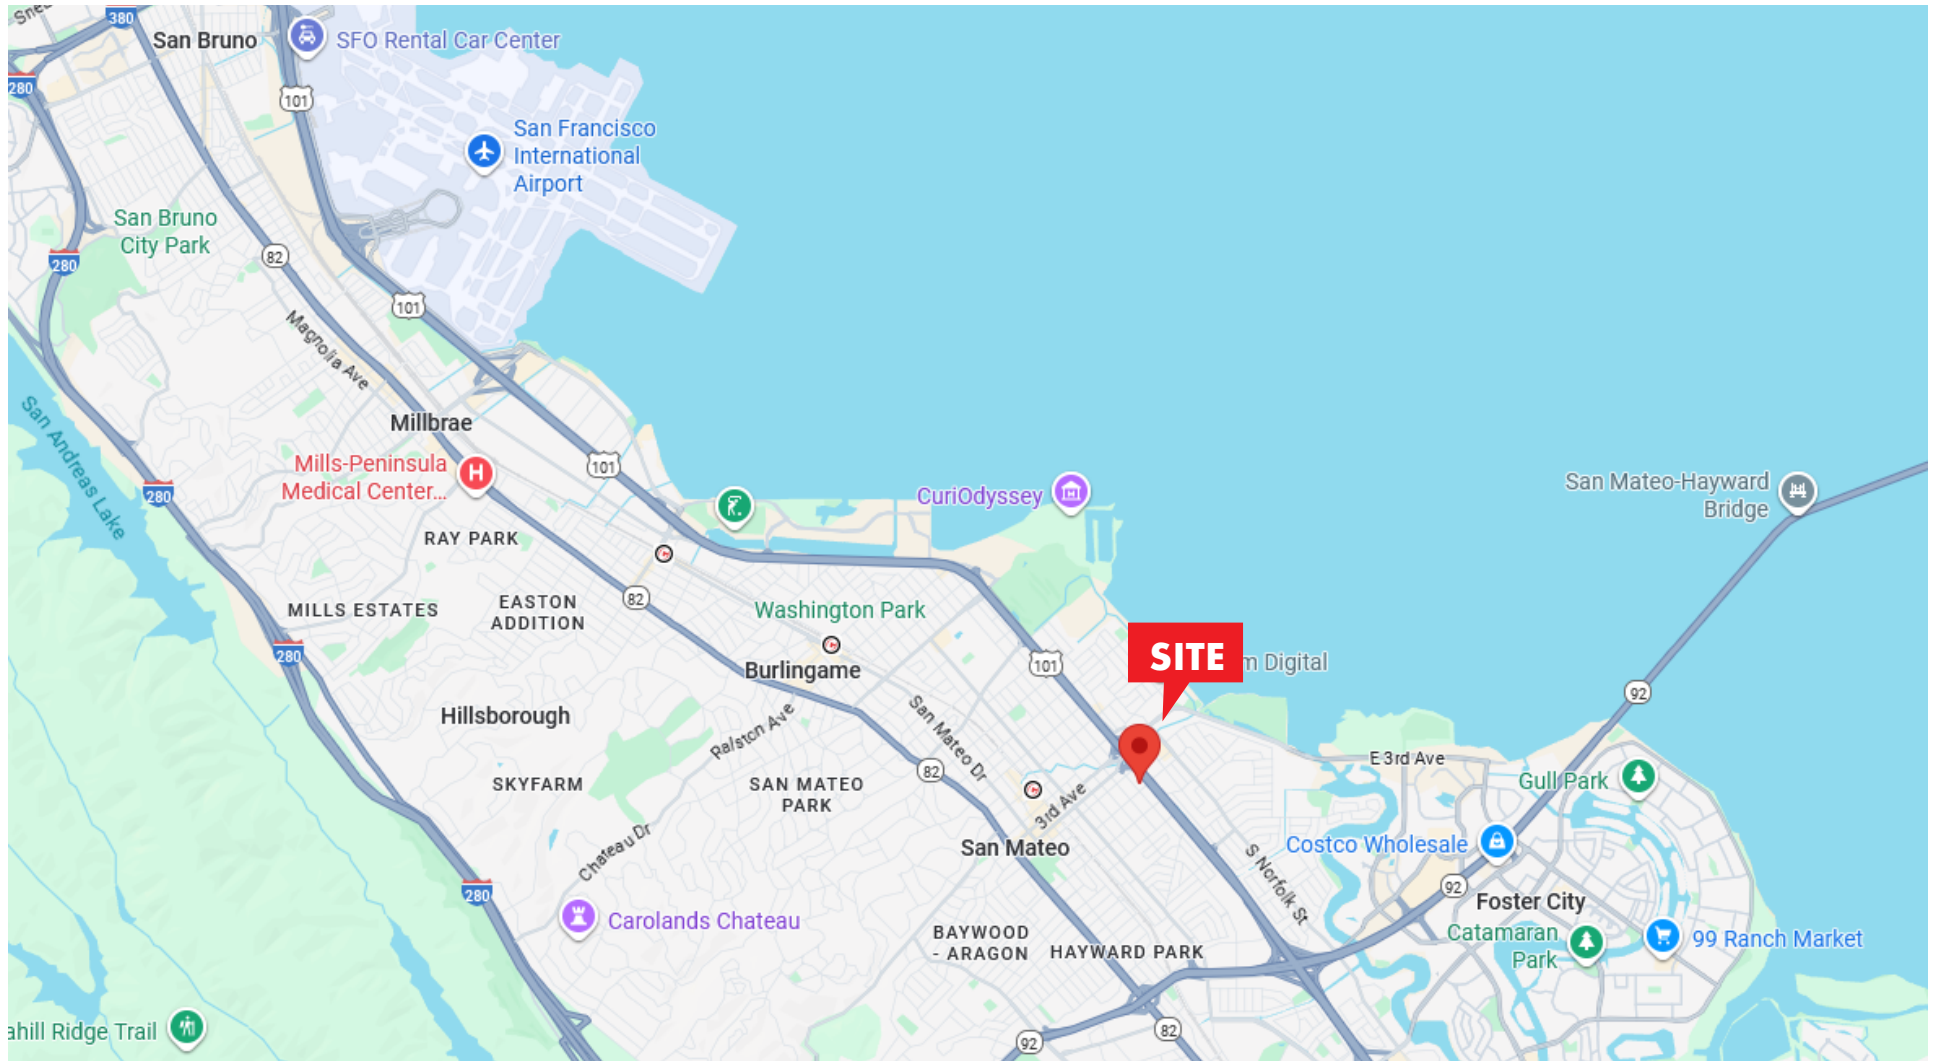 380
San Bruno
SFO Rental Car Center
280
101
San Francisco
International
Airport
San Bruno
City Park
82
280
101
Magnolia Ave
San Andreas Lake
Millbrae
Mills-Peninsula
Medical Center...
H
101
280
CuriOdyssey
San Mateo-Hayward
Bridge
RAY PARK
MILLS ESTATES
EASTON
ADDITION
82
Washington Park
280
Burlingame
101
SITE
m Digital
92
Hillsborough
Ralston Ave
San Mateo Dr
SKYFARM
SAN MATEO
PARK
82
3rd Ave
E 3rd Ave
Gull Park
Chateau Dr
San Mateo
Costco Wholesale
S Norfolk St
280
92
Foster City
Carolands Chateau
BAYWOOD
- ARAGON
HAYWARD PARK
Catamaran
Park
99 Ranch Market
ahill Ridge Trail
92
82